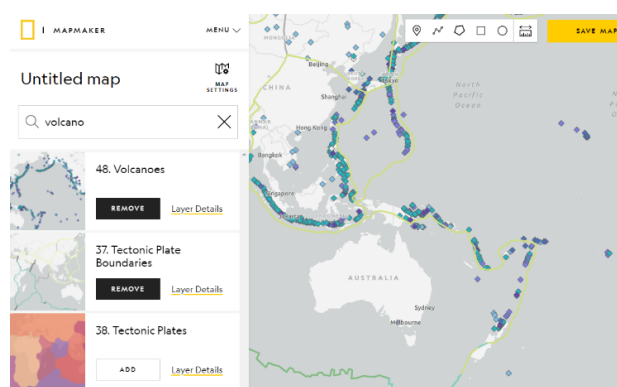 MAPMAKER
MENU
SAVE MAP
Untitled map
MAP
SETTINGS
volcano
48. Volcanoes
REMOVE
Layer Details
37. Tectonic Plate
Boundaries
REMOVE
Layer Details
38. Tectonic Plates
ADD
Layer Details
MONGOLIA
Beijing
CHINA
Shanghai
Hong Kong
Bangkok
Singapore
North
Pacific
Ocean
AUSTRALIA
Sydney
Melbourne